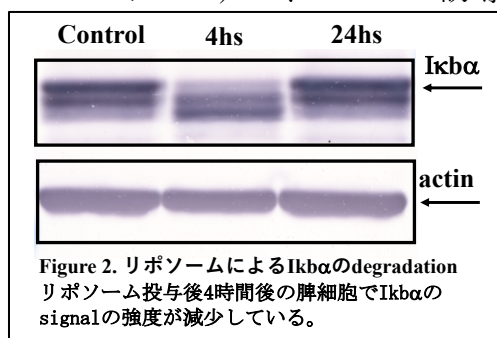 Control 4hs 24hs
Iκbα
actin
Figure 2. リポソームによるIkbαのdegradation
リポソーム投与後4時間後の脾細胞でIkbαの
signalの強度が減少している。